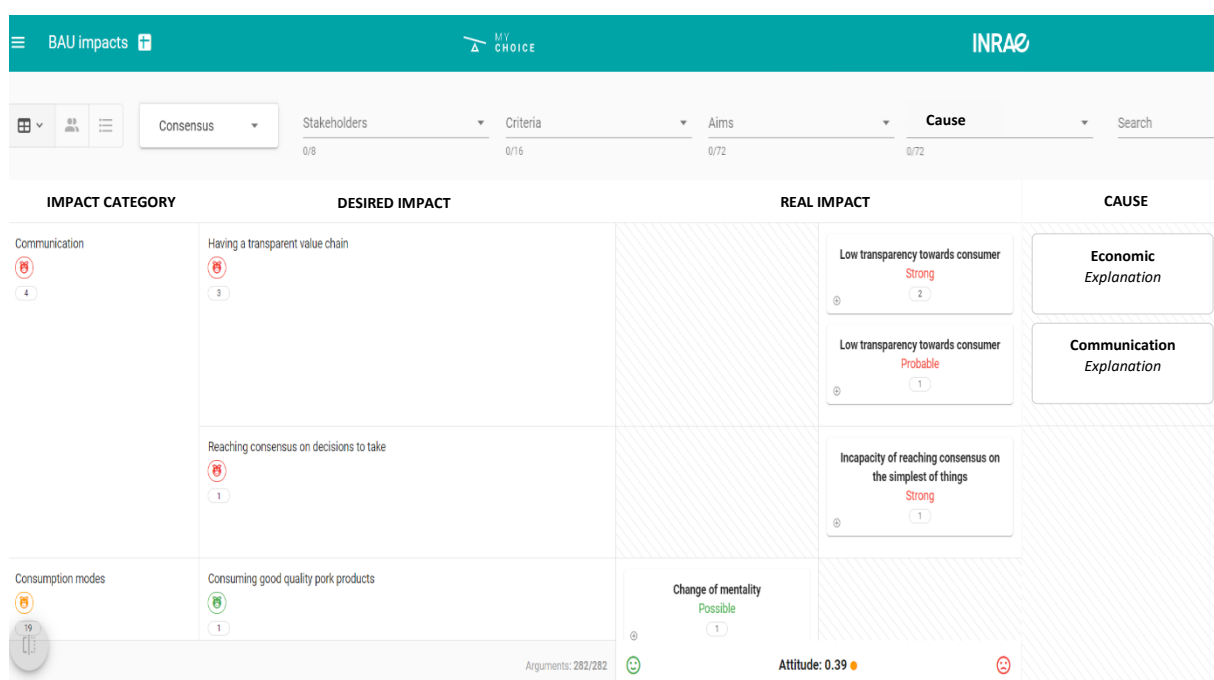 BAU impacts
MY
CHOICE
INRAE
Consensus
Stakeholders
Criteria
Aims
Cause
Search
0/8
0/16
0/72
0/72
IMPACT CATEGORY
DESIRED IMPACT
REAL IMPACT
CAUSE
Communication
4
Having a transparent value chain
3
Low transparency towards consumer
Strong
2
Economic
Explanation
Low transparency towards consumer
Probable
1
Communication
Explanation
Reaching consensus on decisions to take
1
Incapacity of reaching consensus on
the simplest of things
Strong
1
Consumption modes
19
Consuming good quality pork products
1
Change of mentality
Possible
1
Arguments: 282/282
Attitude: 0.39